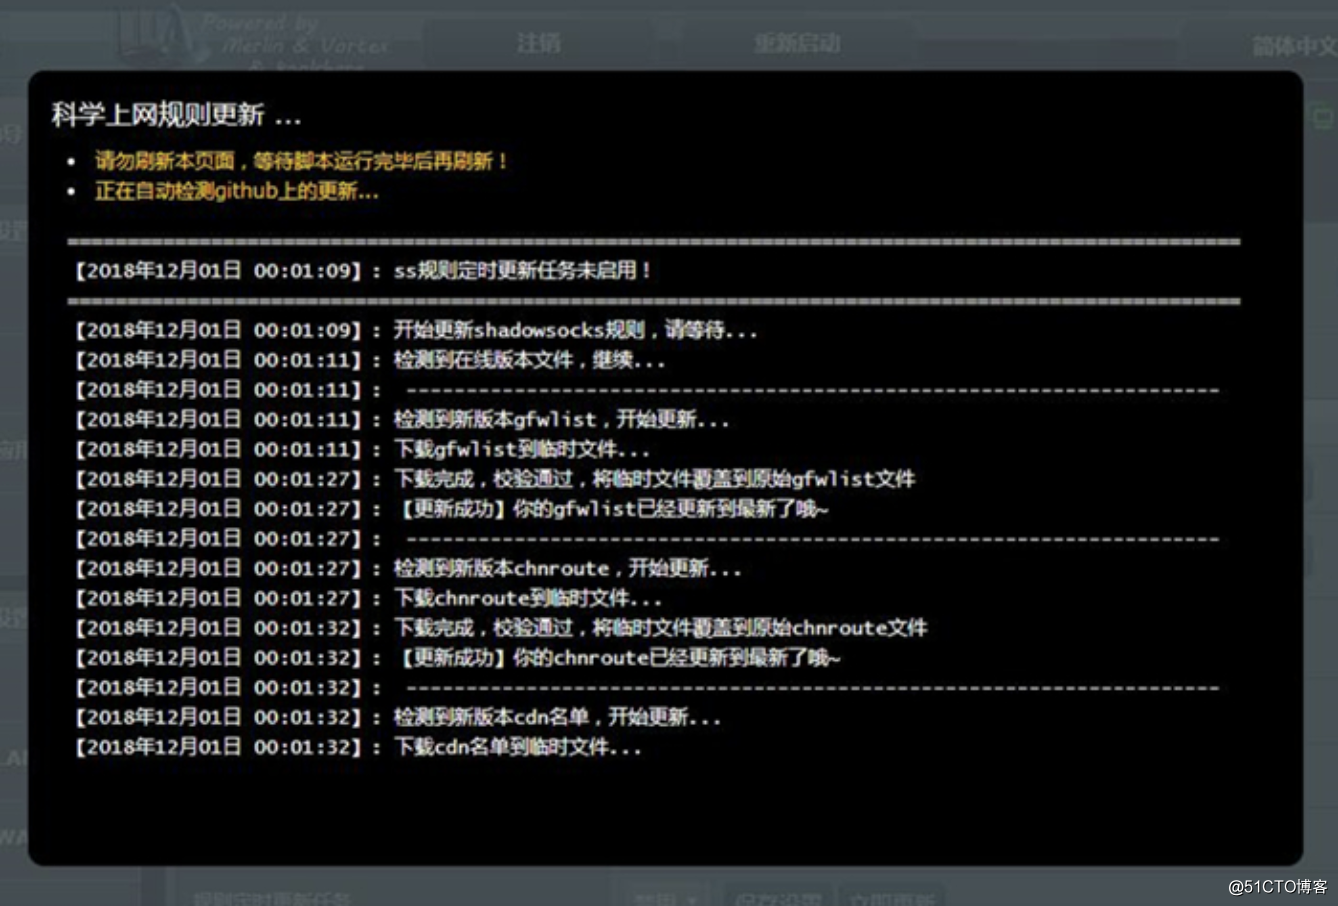 Powered by
Merlin & Vortex
注销
重新启动
简体中文
科学上网规则更新 ...
• 请勿刷新本页面，等待脚本运行完毕后再刷新！
• 正在自动检测github上的更新...
【2018年12月01日 00:01:09】: ss规则定时更新任务未启用！
【2018年12月01日 00:01:09】: 开始更新shadowsocks规则，请等待...
【2018年12月01日 00:01:11】: 检测到在线版本文件，继续...
【2018年12月01日 00:01:11】: --------------------------------------------------------------------
【2018年12月01日 00:01:11】: 检测到新版本gfwlist，开始更新...
【2018年12月01日 00:01:11】: 下载gfwlist到临时文件...
【2018年12月01日 00:01:27】: 下载完成，校验通过，将临时文件覆盖到原始gfwlist文件
【2018年12月01日 00:01:27】: 【更新成功】你的gfwlist已经更新到最新了哦~
【2018年12月01日 00:01:27】: --------------------------------------------------------------------
【2018年12月01日 00:01:27】: 检测到新版本chnroute，开始更新...
【2018年12月01日 00:01:27】: 下载chnroute到临时文件...
【2018年12月01日 00:01:32】: 下载完成，校验通过，将临时文件覆盖到原始chnroute文件
【2018年12月01日 00:01:32】: 【更新成功】你的chnroute已经更新到最新了哦~
【2018年12月01日 00:01:32】: --------------------------------------------------------------------
【2018年12月01日 00:01:32】: 检测到新版本cdn名单，开始更新...
【2018年12月01日 00:01:32】: 下载cdn名单到临时文件...
规则定时更新任务
@51CTO博客